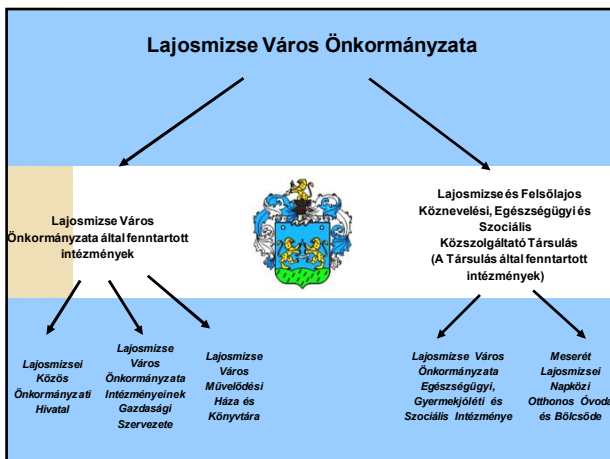 Lajosmizse Város Önkormányzata
Lajosmizse Város
Önkormányzata által fenntartott
intézmények
Lajosmizse és Felsőlajos
Köznevelési, Egészségügyi és
Szociális
Közszolgáltató Társulás
(A Társulás által fenntartott
intézmények)
Lajosmizsei
Közös
Önkormányzati
Hivatal
Lajosmizse
Város
Önkormányzata
Intézményeinek
Gazdasági
Szervezete
Lajosmizse
Város
Művelődési
Háza és
Könyvtára
Lajosmizse Város
Önkormányzata
Egészségügyi,
Gyermekjóléti és
Szociális Intézménye
Meserét
Lajosmizsei
Napközi
Otthonos Óvoda
és Bölcsőde